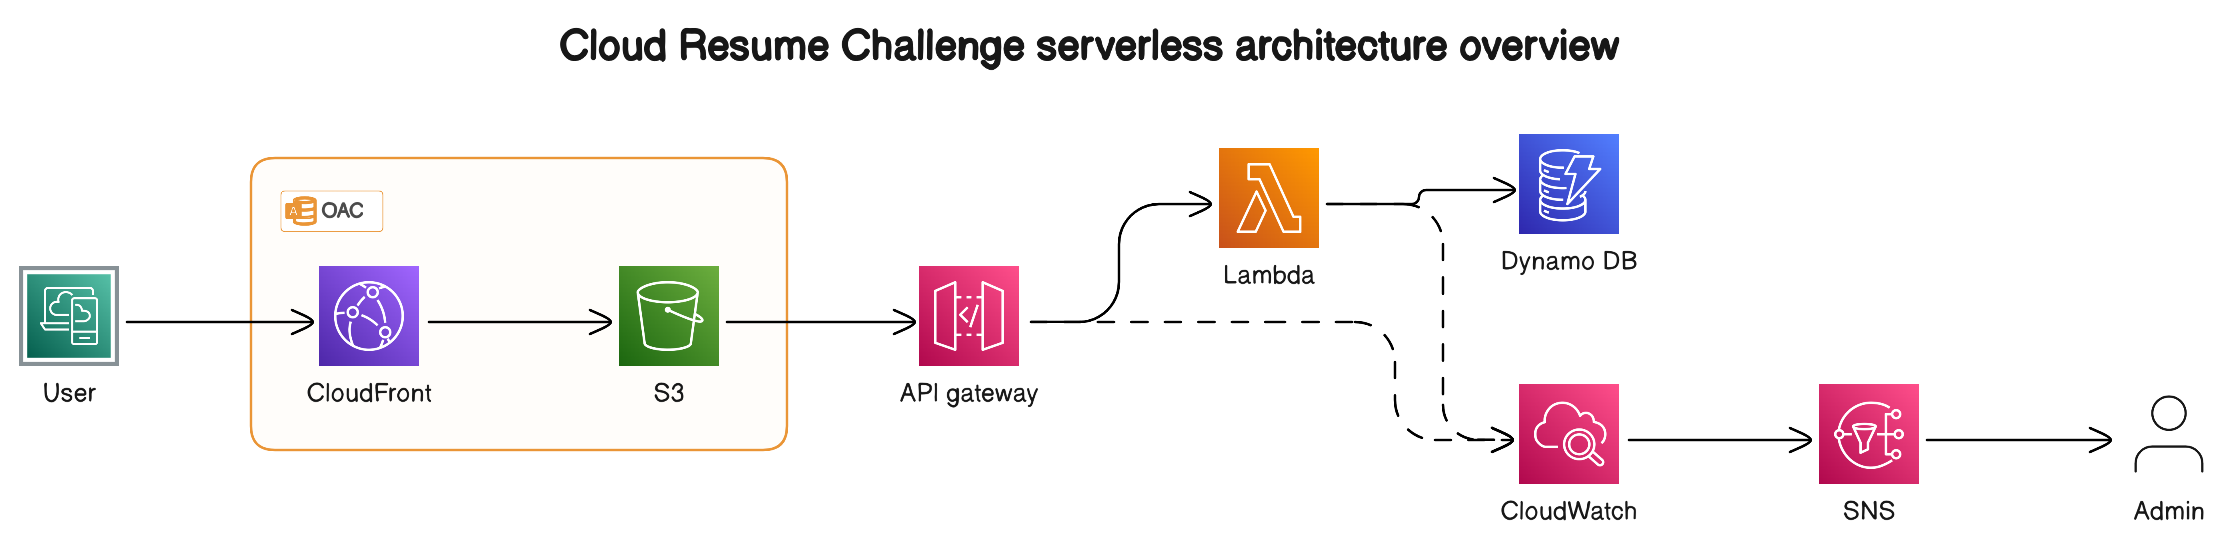 Cloud Resume Challenge serverless architecture overview
OAC
User
CloudFront
S3
API gateway
Lambda
Dynamo DB
CloudWatch
SNS
Admin